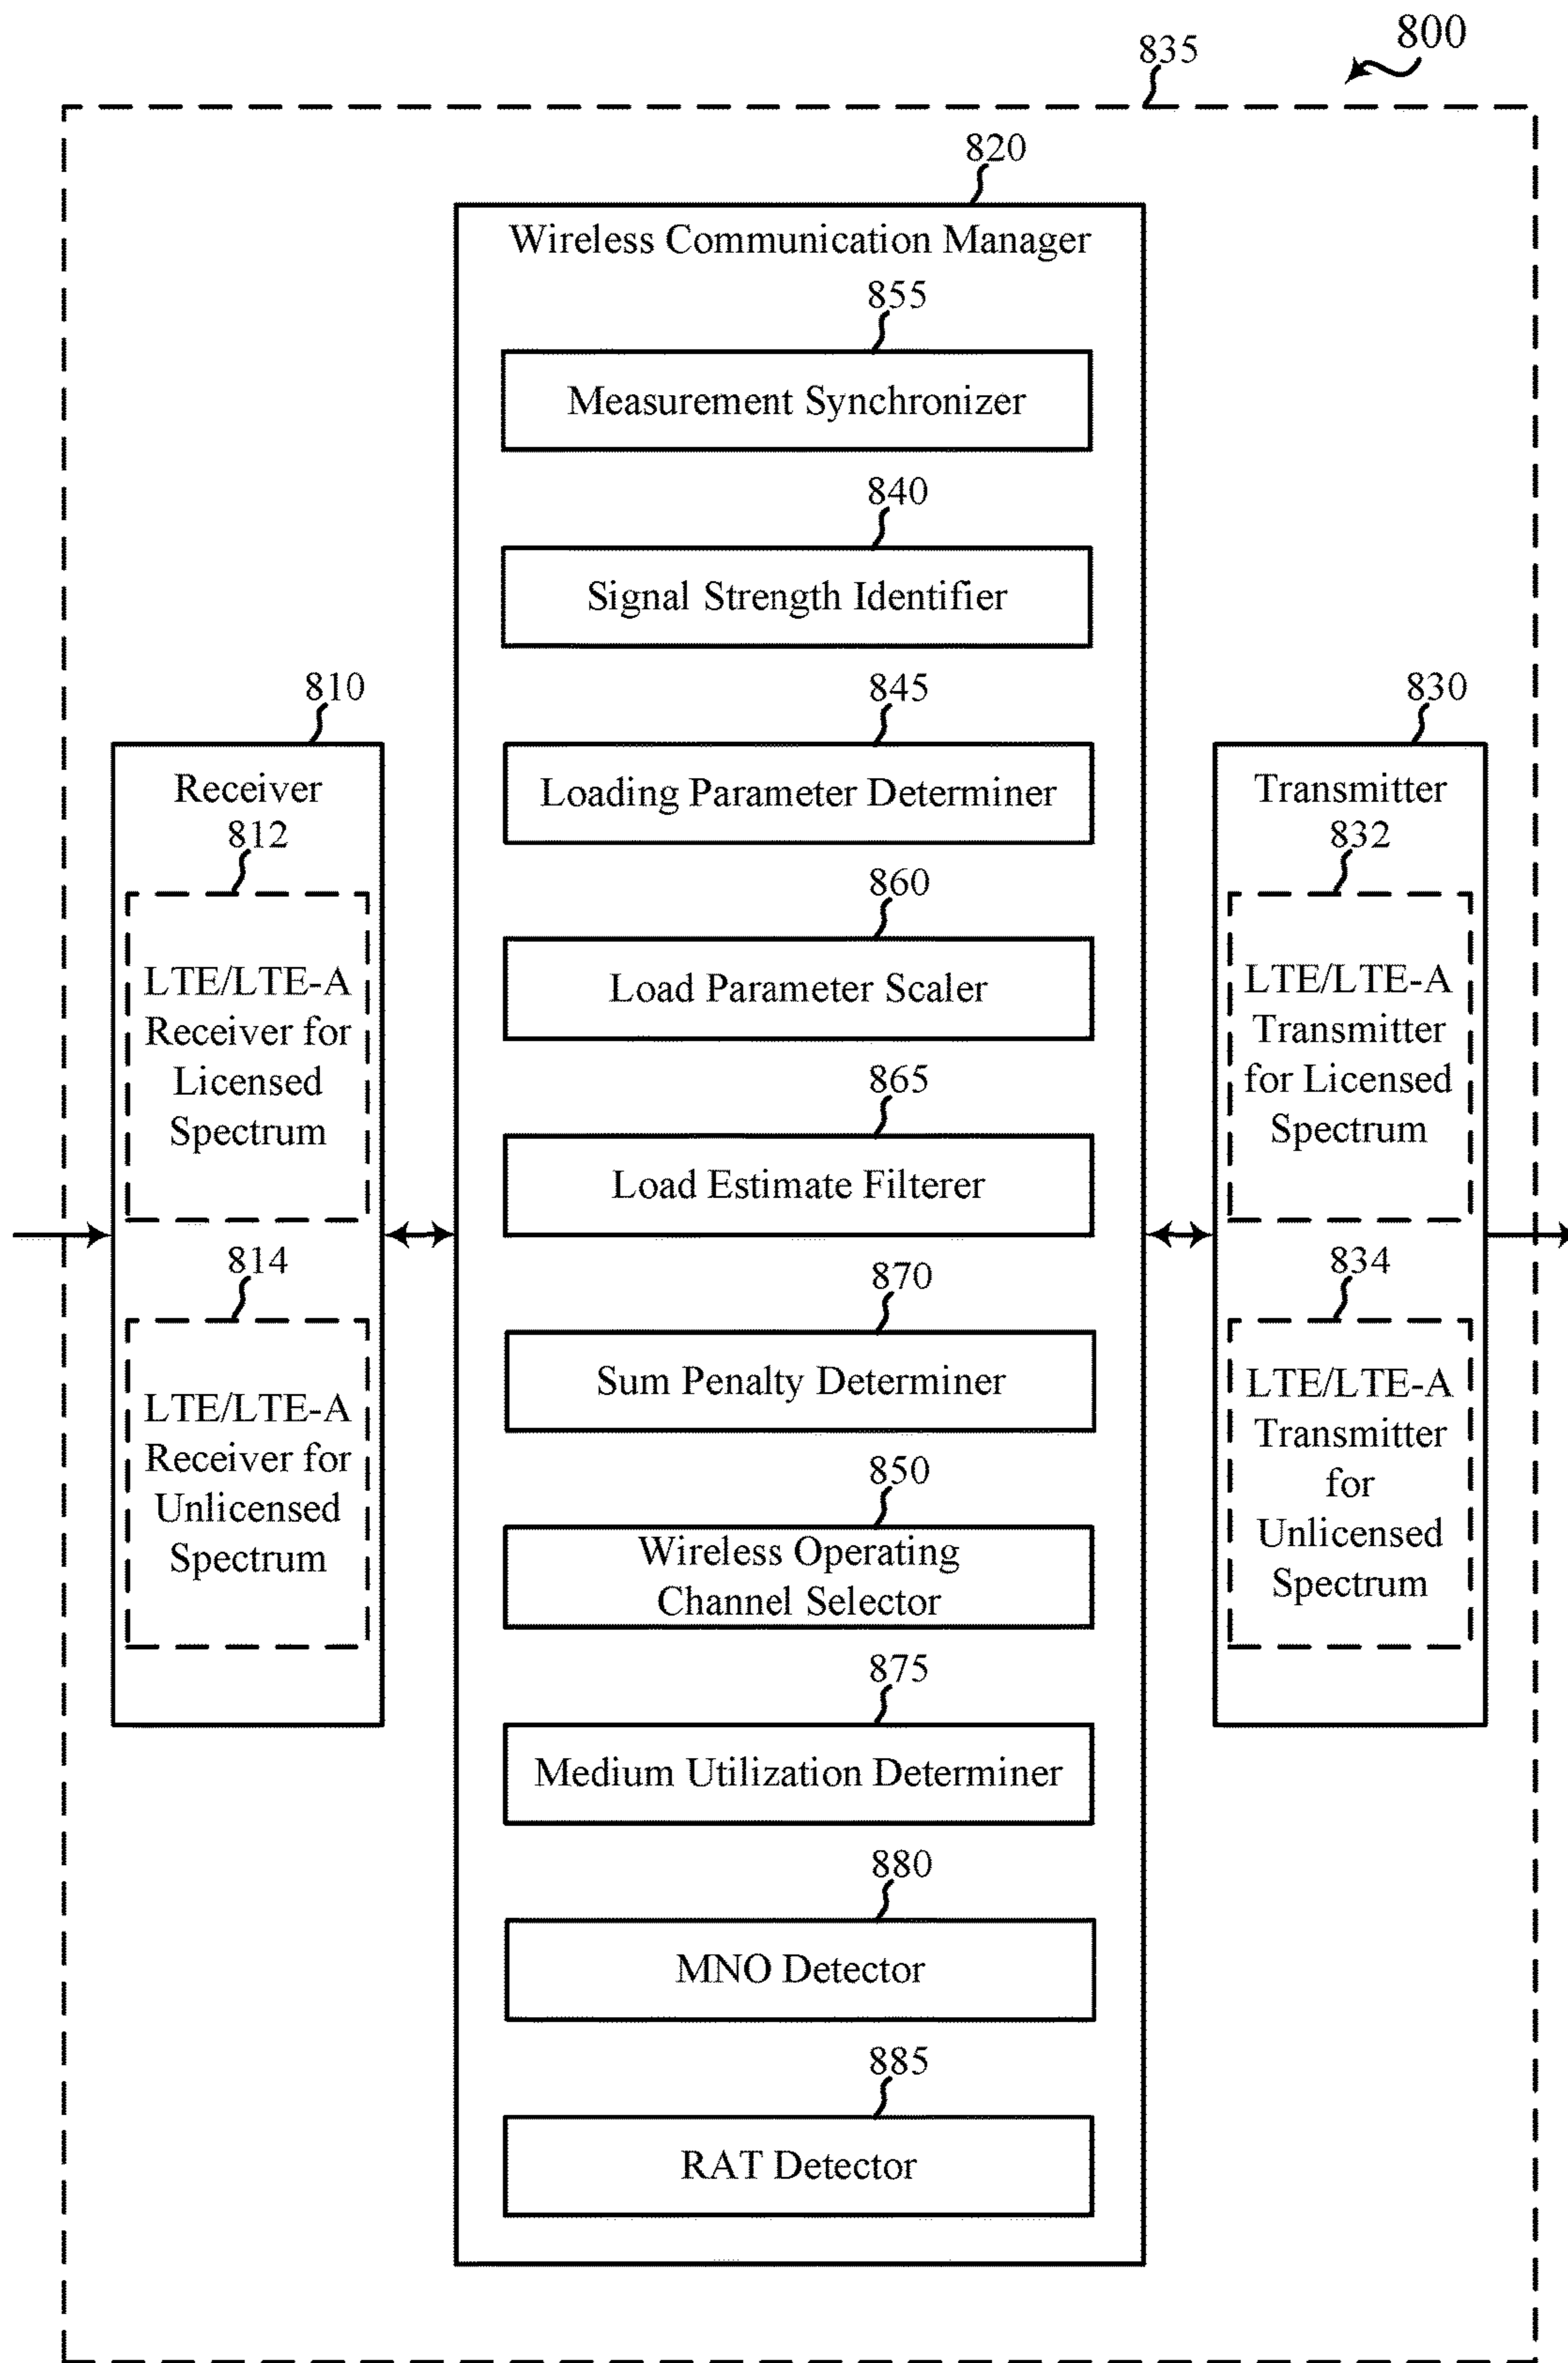 800
835
820
Wireless Communication Manager
855
Measurement Synchronizer
840
Signal Strength Identifier
845
Loading Parameter Determiner
860
Load Parameter Scaler
865
Load Estimate Filterer
870
Sum Penalty Determiner
850
Wireless Operating
Channel Selector
875
Medium Utilization Determiner
880
MNO Detector
885
RAT Detector
810
Receiver
812
LTE/LTE-A
Receiver for
Licensed
Spectrum
814
LTE/LTE-A
Receiver for
Unlicensed
Spectrum
830
Transmitter
832
LTE/LTE-A
Transmitter
for Licensed
Spectrum
834
LTE/LTE-A
Transmitter
for
Unlicensed
Spectrum